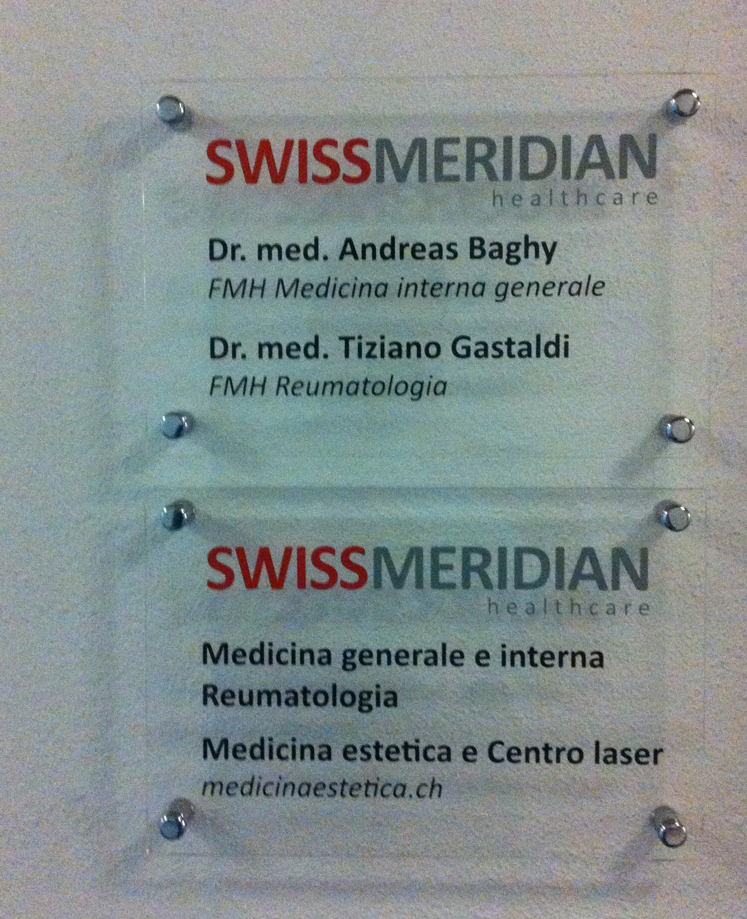 SWISSMERIDIAN
healthcare
Dr. med. Andreas Baghy
FMH Medicina interna generale
Dr. med. Tiziano Gastaldi
FMH Reumatologia
SWISSMERIDIAN
healthcare
Medicina generale e interna
Reumatologia
Medicina estetica e Centro laser
medicinaestetica.ch